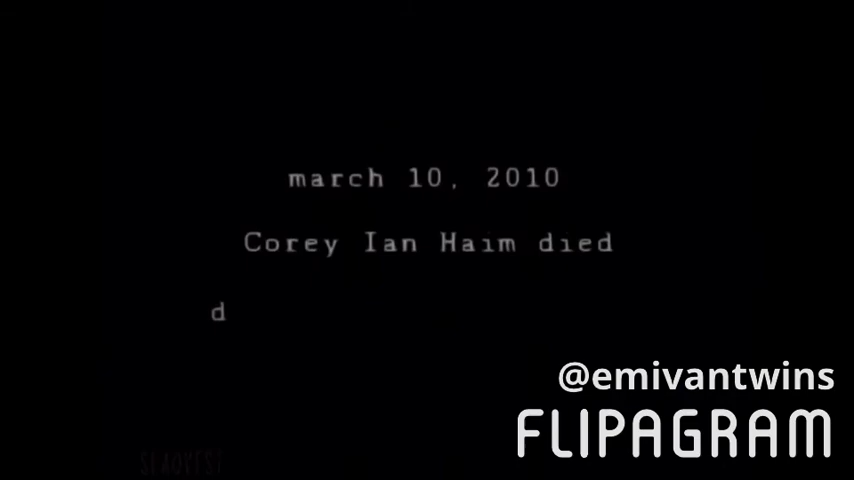 march 10, 2010
Corey Ian Haim died
d
@emivantwins
FLIPAGRAM